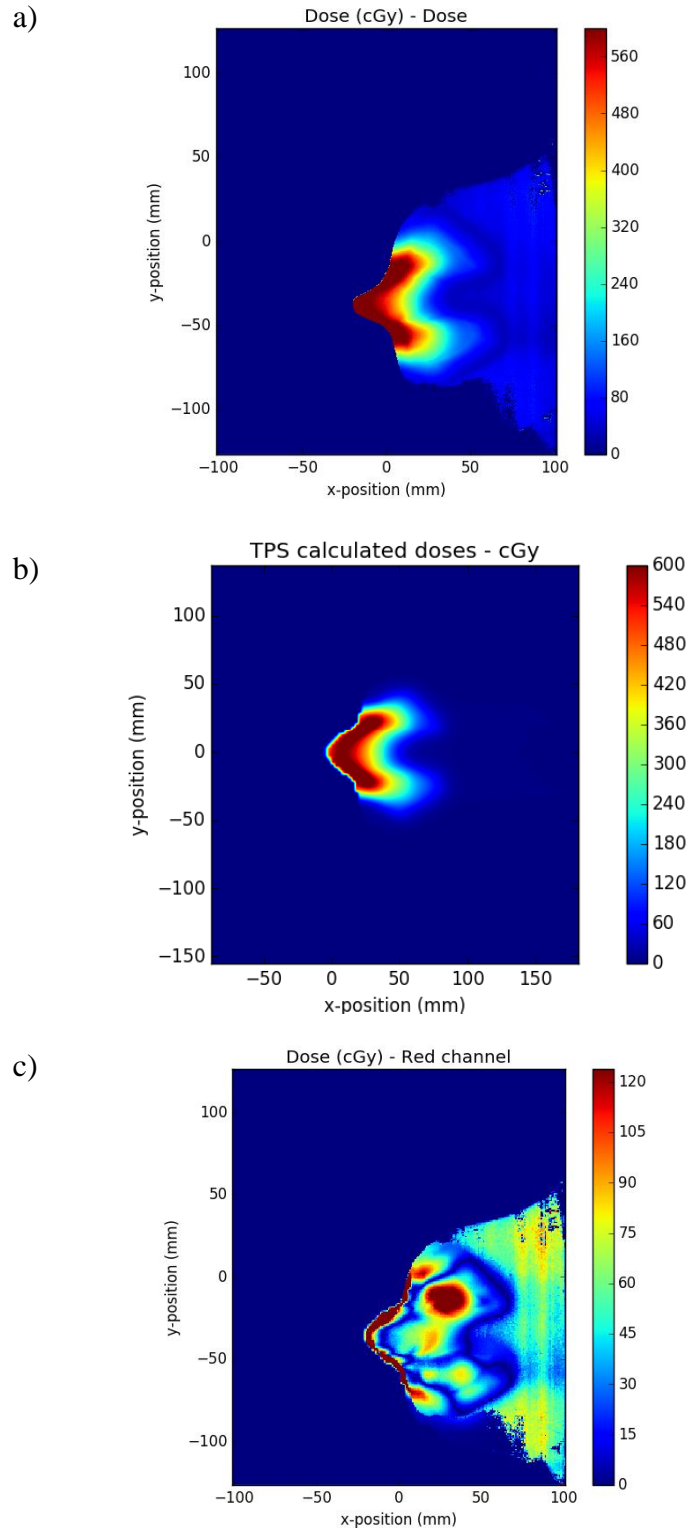 a)
Dose (cGy) - Dose
100
50
0
−50
−100
y-position (mm)
−100 −50 0 50 100
x-position (mm)
560
480
400
320
240
160
80
0
b)
TPS calculated doses - cGy
100
50
0
−50
−100
−150
y-position (mm)
−50 0 50 100 150
x-position (mm)
600
540
480
420
360
300
240
180
120
60
0
c)
Dose (cGy) - Red channel
100
50
0
−50
−100
y-position (mm)
−100 −50 0 50 100
x-position (mm)
120
105
90
75
60
45
30
15
0